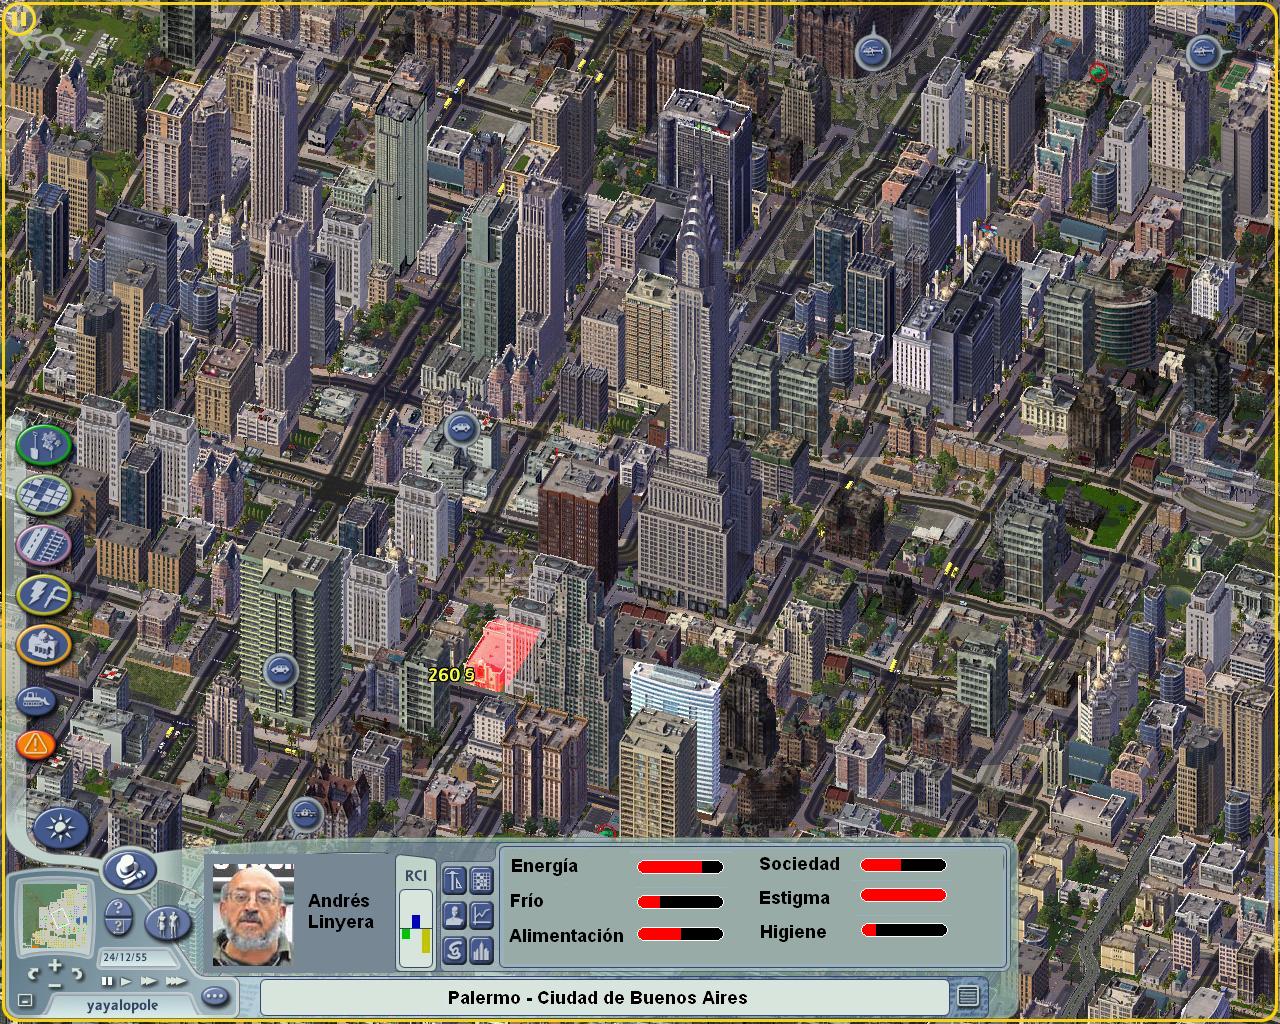 260's
Andrés
Linyera
RCI
Energía
Frío
Alimentación
Sociedad
Estigma
Higiene
24/12/55
yayalopole
Palermo - Ciudad de Buenos Aires